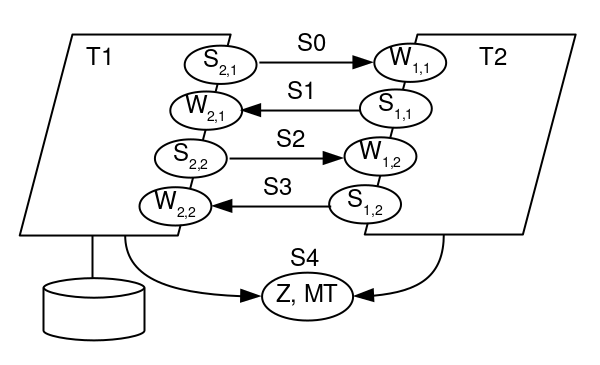 T1 S2,1 S0 W1,1 T2
W2,1 S1 S1,1
S2,2 S2 W1,2
W2,2 S3 S1,2
S4
Z, MT